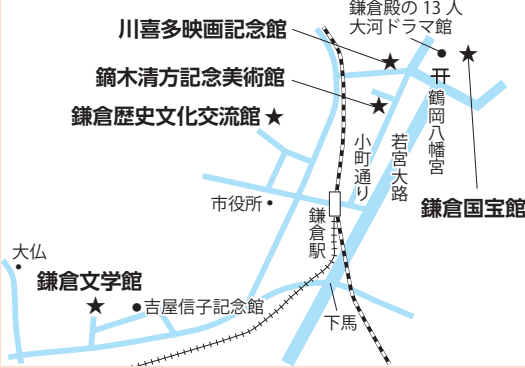 鎌倉殿の13人
大河ドラマ館
川喜多映画記念館
鏑木清方記念美術館
鎌倉歴史文化交流館
鶴岡八幡宮
若宮大路
小町通り
鎌倉国宝館
市役所
鎌倉駅
大仏
鎌倉文学館
吉屋信子記念館
下馬